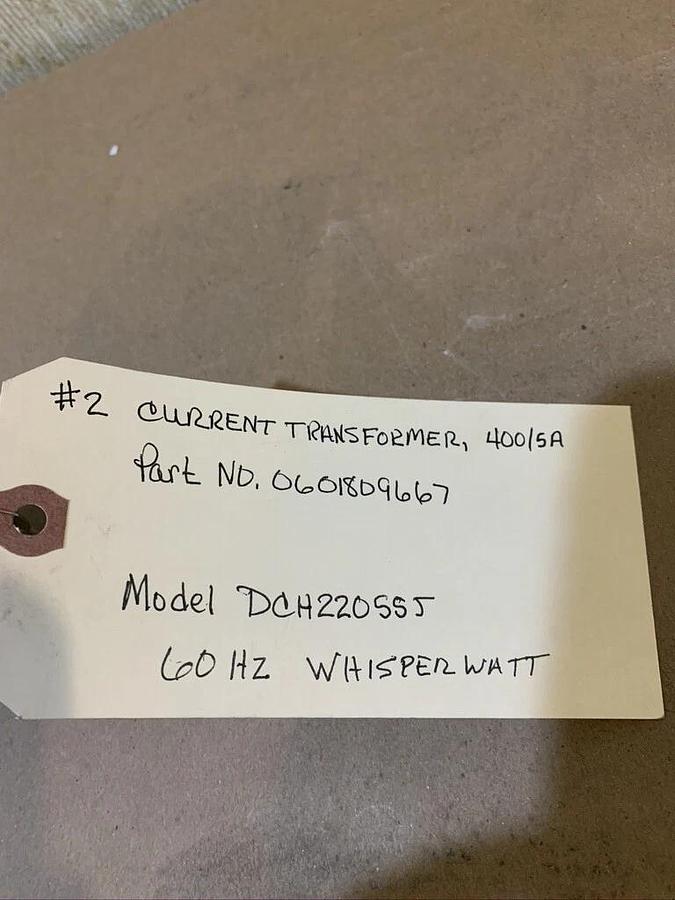 #2 CURRENT TRANSFORMER, 400/5A
Part NO. 0601809667
Model DCH220SSJ
60 HZ WHISPERWATT